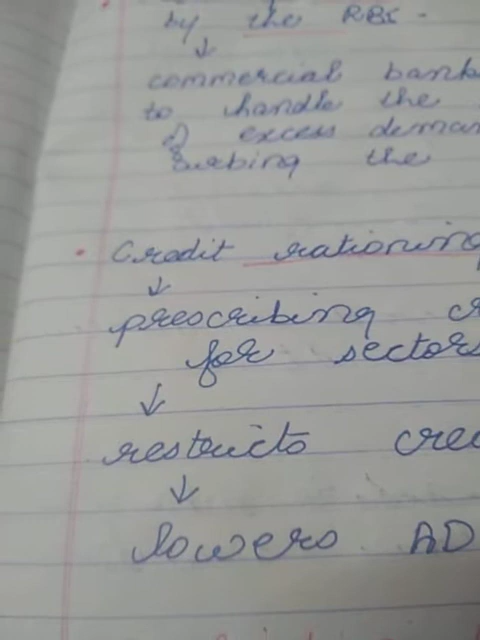 by the RBI.
↓
commercial bank
to handle the
of excess deman
curbing the
• Credit rationing
↓
prescribing cr
for sectors
↓
restricts cre
↓
lowers AD